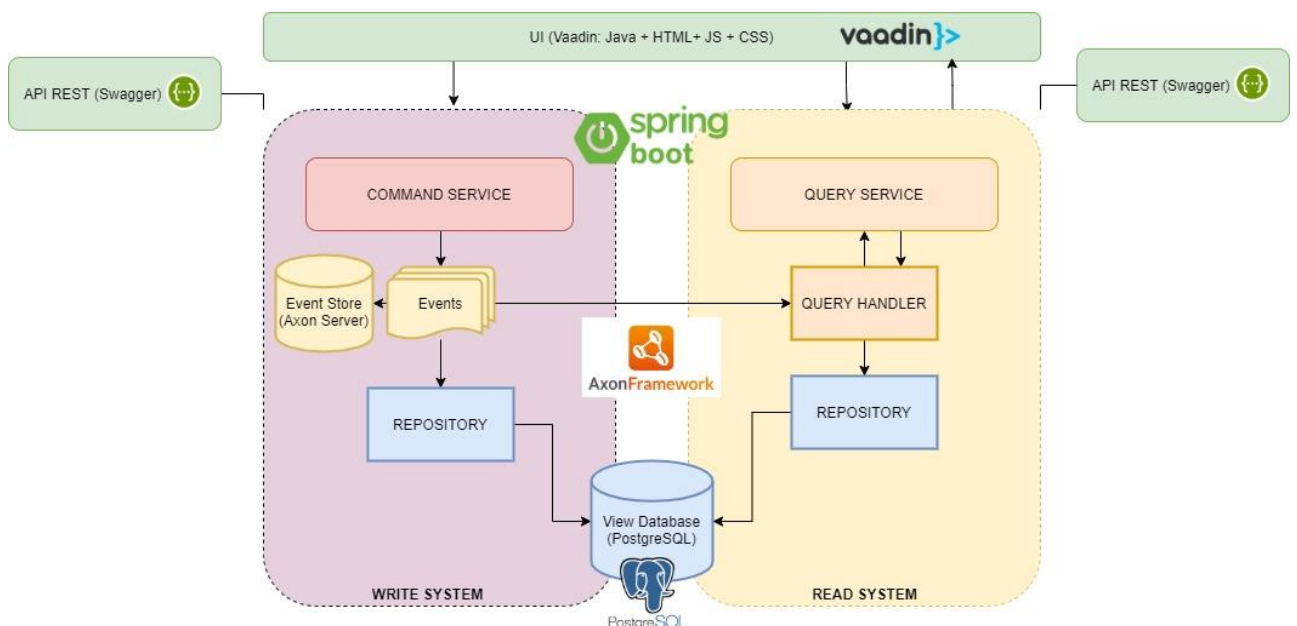 UI (Vaadin: Java + HTML+ JS + CSS)
vaadin}>
API REST (Swagger)
{···}
API REST (Swagger)
{···}
spring
boot
COMMAND SERVICE
QUERY SERVICE
Event Store
(Axon Server)
Events
QUERY HANDLER
AxonFramework
REPOSITORY
REPOSITORY
View Database
(PostgreSQL)
WRITE SYSTEM
READ SYSTEM
PostgreSQL